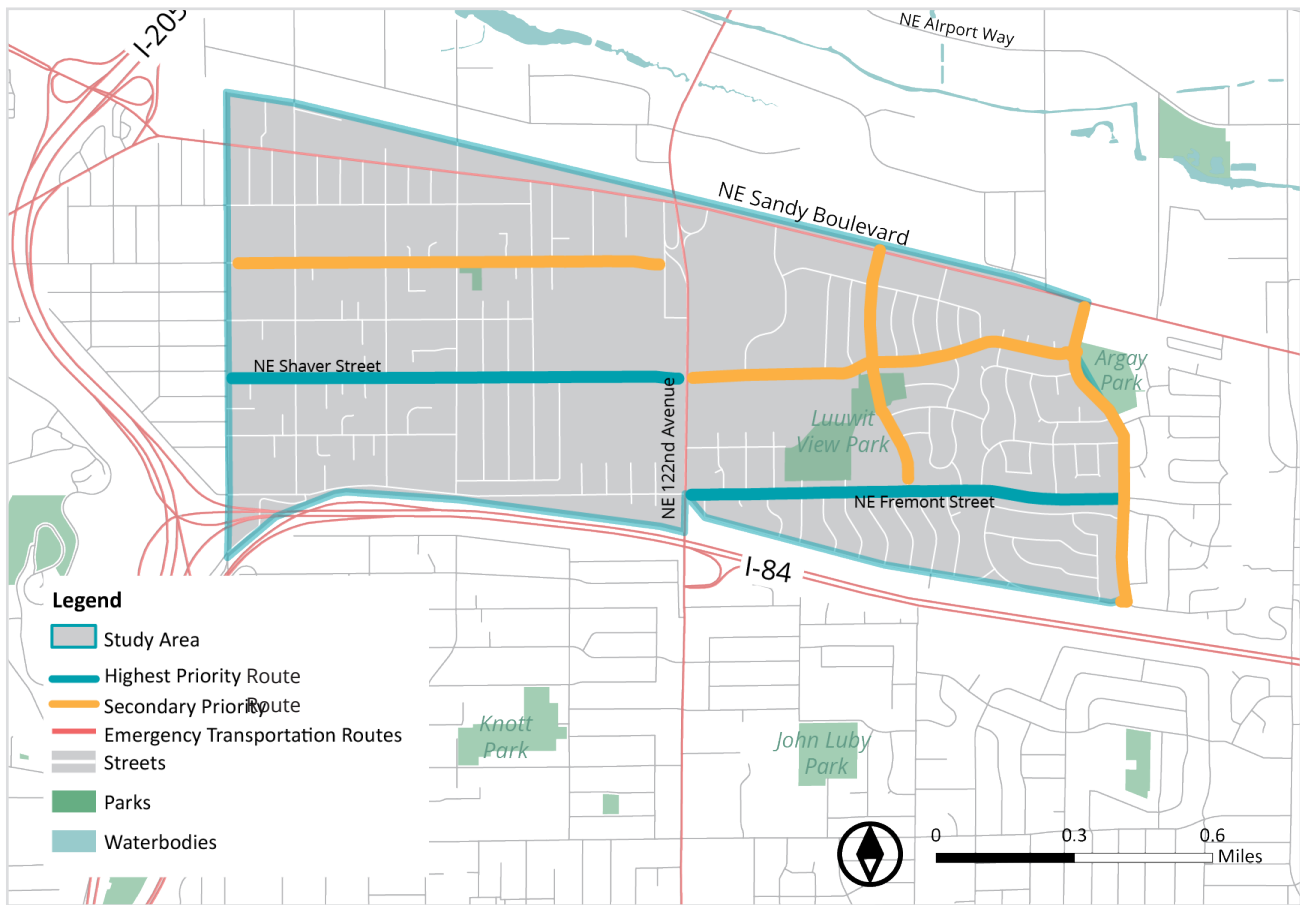 I-205
NE Airport Way
NE Sandy Boulevard
NE Shaver Street
Argay
Park
NE 122nd Avenue
Luuwit
View Park
NE Fremont Street
I-84
Legend
Study Area
Highest Priority Route
Secondary Priority Route
Emergency Transportation Routes
Streets
Parks
Waterbodies
Knott
Park
John Luby
Park
0 0.3 0.6
Miles